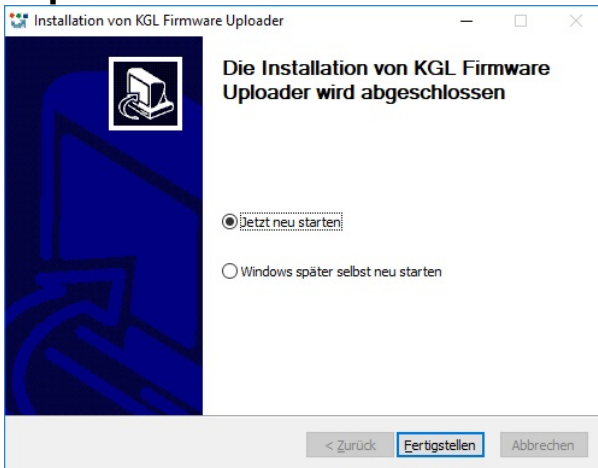 Installation von KGL Firmware Uploader
Die Installation von KGL Firmware
Uploader wird abgeschlossen
Jetzt neu starten
Windows später selbst neu starten
< Zurück
Fertigstellen
Abbrechen